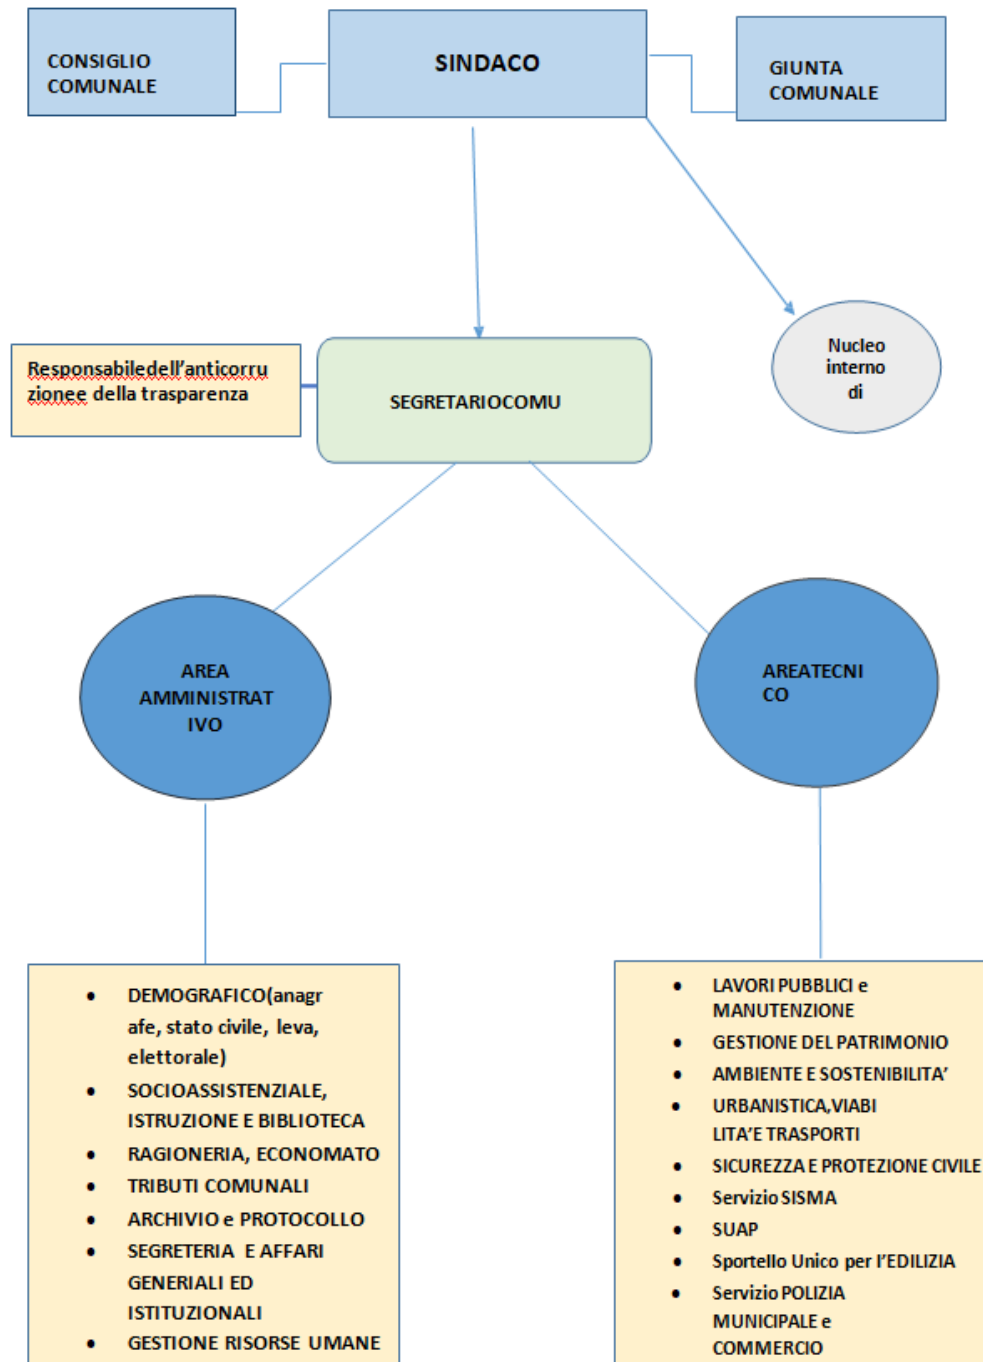 CONSIGLIO
COMUNALE
SINDACO
GIUNTA
COMUNALE
Responsabiledell'anticorru
zionee della trasparenza
SEGRETARIOCOMU
Nucleo
interno
di
AREA
AMMINISTRAT
IVO
AREATECNI
CO
• DEMOGRAFICO(anagr
afe, stato civile, leva,
elettorale)
• SOCIOASSISTENZIALE,
ISTRUZIONE E BIBLIOTECA
• RAGIONERIA, ECONOMATO
• TRIBUTI COMUNALI
• ARCHIVIO e PROTOCOLLO
• SEGRETERIA E AFFARI
GENERIALI ED
ISTITUZIONALI
• GESTIONE RISORSE UMANE
• LAVORI PUBBLICI e
MANUTENZIONE
• GESTIONE DEL PATRIMONIO
• AMBIENTE E SOSTENIBILITA'
• URBANISTICA,VIABI
LITA'E TRASPORTI
• SICUREZZA E PROTEZIONE CIVILE
• Servizio SISMA
• SUAP
• Sportello Unico per l'EDILIZIA
• Servizio POLIZIA
MUNICIPALE e
COMMERCIO